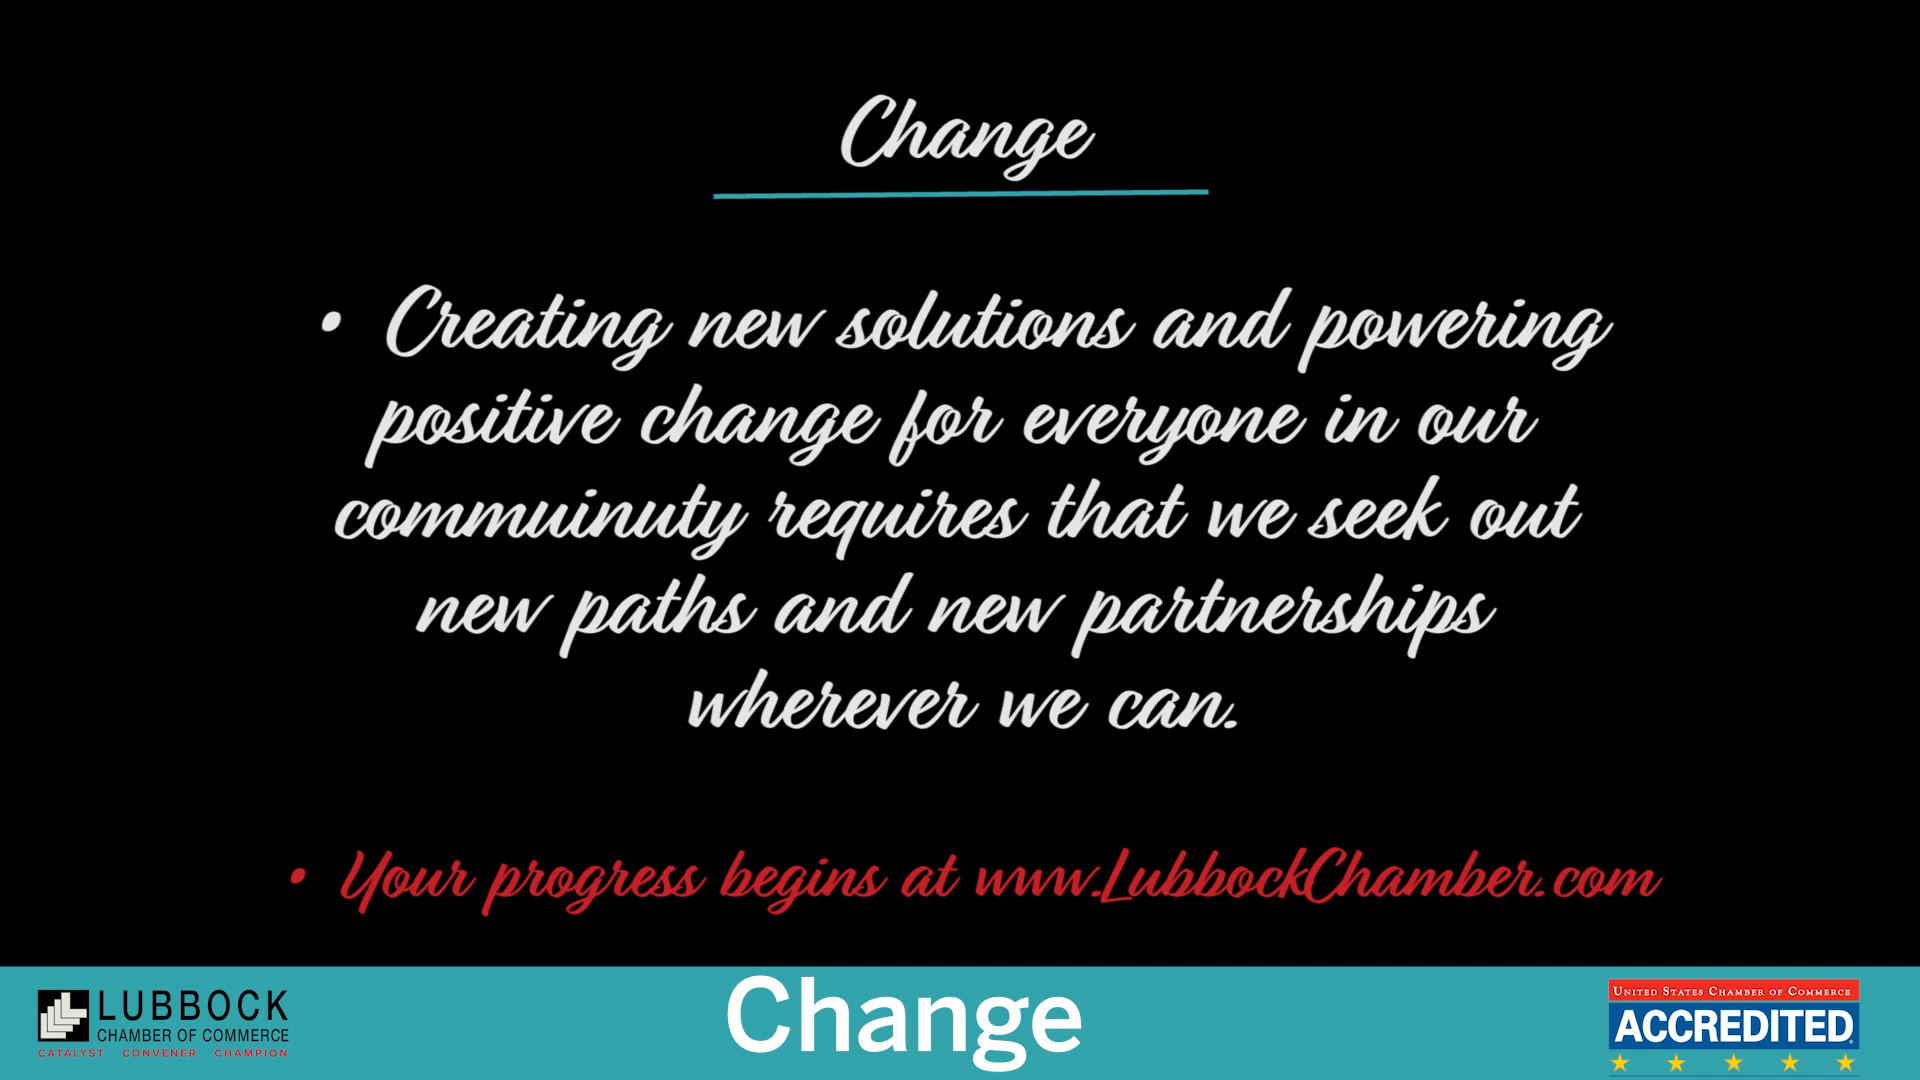 Change
• Creating new solutions and powering
positive change for everyone in our
commuinuty requires that we seek out
new paths and new partnerships
wherever we can.
• Your progress begins at www.LubbockChamber.com
LUBBOCK
CHAMBER OF COMMERCE
CATALYST CONVENER CHAMPION
Change
UNITED STATES CHAMBER OF COMMERCE
ACCREDITED